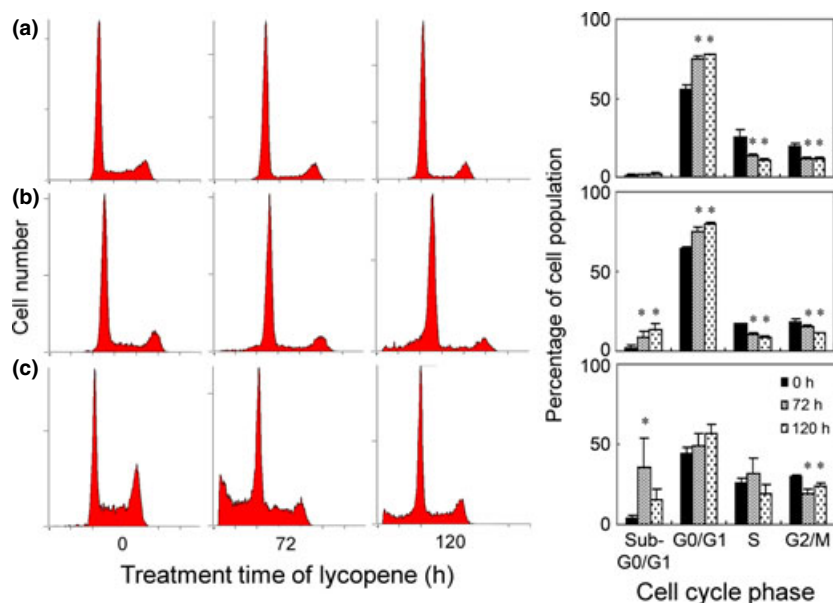 (a)
(b)
(c)
Cell number
0
72
120
Treatment time of lycopene (h)
Percentage of cell population
100
50
0
* *
* *
* *
100
50
0
* *
* *
* *
* *
100
50
0
*
* *
0 h
72 h
120 h
Sub-
G0/G1
G0/G1
S
G2/M
Cell cycle phase